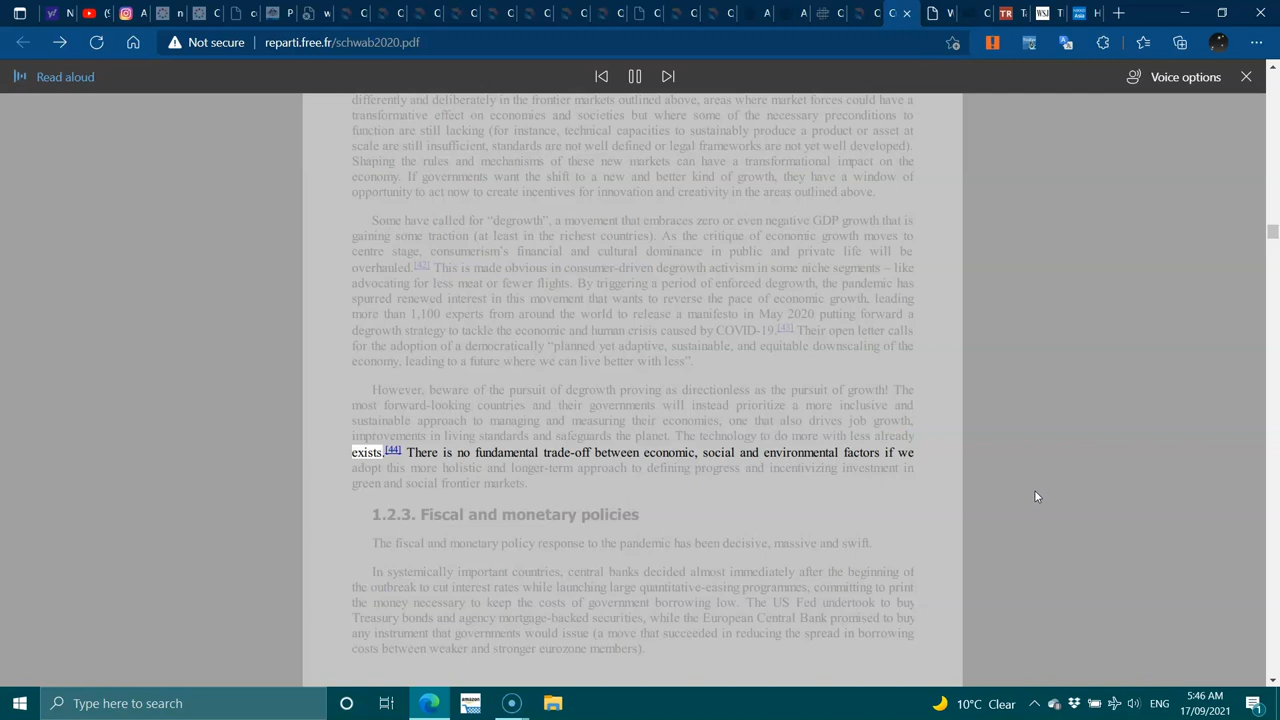 n
C
C
w
P
w
C
C
C
C
C
A
A
C
C
W
C
TR
T
WSJ
T
Asia
H
Not secure
reparti.free.fr/schwab2020.pdf
Read aloud
Voice options
differently and deliberately in the frontier markets outlined above, areas where market forces could have a
transformative effect on economies and societies but where some of the necessary preconditions to
function are still lacking (for instance, technical capacities to sustainably produce a product or asset at
scale are still insufficient, standards are not well defined or legal frameworks are not yet well developed).
Shaping the rules and mechanisms of these new markets can have a transformational impact on the
economy. If governments want the shift to a new and better kind of growth, they have a window of
opportunity to act now to create incentives for innovation and creativity in the areas outlined above.
Some have called for “degrowth”, a movement that embraces zero or even negative GDP growth that is
gaining some traction (at least in the richest countries). As the critique of economic growth moves to
centre stage, consumerism's financial and cultural dominance in public and private life will be
overhauled.[42] This is made obvious in consumer-driven degrowth activism in some niche segments – like
advocating for less meat or fewer flights. By triggering a period of enforced degrowth, the pandemic has
spurred renewed interest in this movement that wants to reverse the pace of economic growth, leading
more than 1,100 experts from around the world to release a manifesto in May 2020 putting forward a
degrowth strategy to tackle the economic and human crisis caused by COVID-19.[43] Their open letter calls
for the adoption of a democratically “planned yet adaptive, sustainable, and equitable downscaling of the
economy, leading to a future where we can live better with less”.
However, beware of the pursuit of degrowth proving as directionless as the pursuit of growth! The
most forward-looking countries and their governments will instead prioritize a more inclusive and
sustainable approach to managing and measuring their economies, one that also drives job growth,
improvements in living standards and safeguards the planet. The technology to do more with less already
exists.[44] There is no fundamental trade-off between economic, social and environmental factors if we
adopt this more holistic and longer-term approach to defining progress and incentivizing investment in
green and social frontier markets.
1.2.3. Fiscal and monetary policies
The fiscal and monetary policy response to the pandemic has been decisive, massive and swift.
In systemically important countries, central banks decided almost immediately after the beginning of
the outbreak to cut interest rates while launching large quantitative-easing programmes, committing to print
the money necessary to keep the costs of government borrowing low. The US Fed undertook to buy
Treasury bonds and agency mortgage-backed securities, while the European Central Bank promised to buy
any instrument that governments would issue (a move that succeeded in reducing the spread in borrowing
costs between weaker and stronger eurozone members).
Type here to search
amazon
10°C Clear
ENG
5:46 AM
17/09/2021
1